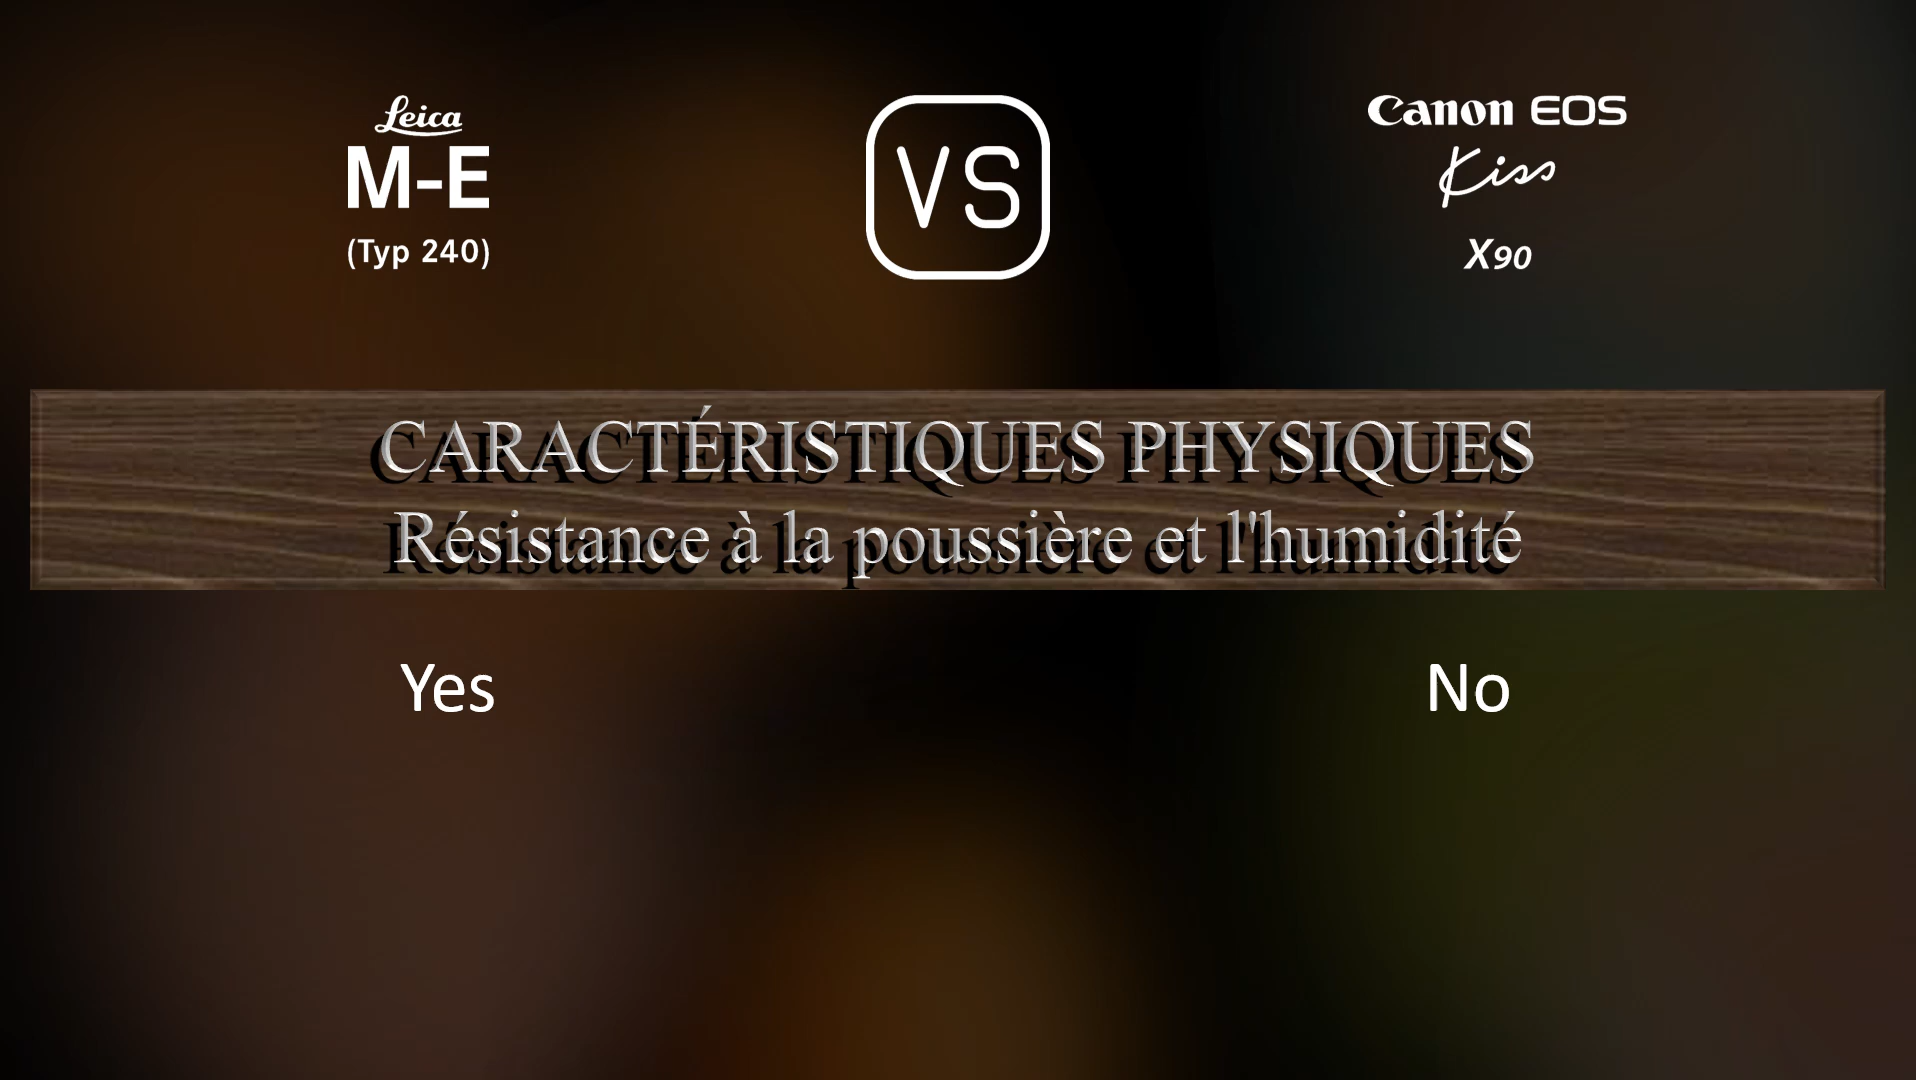 Leica
M-E
(Typ 240)
VS
Canon EOS
Kiss
X90
CARACTÉRISTIQUES PHYSIQUES
Résistance à la poussière et l'humidité
Yes
No